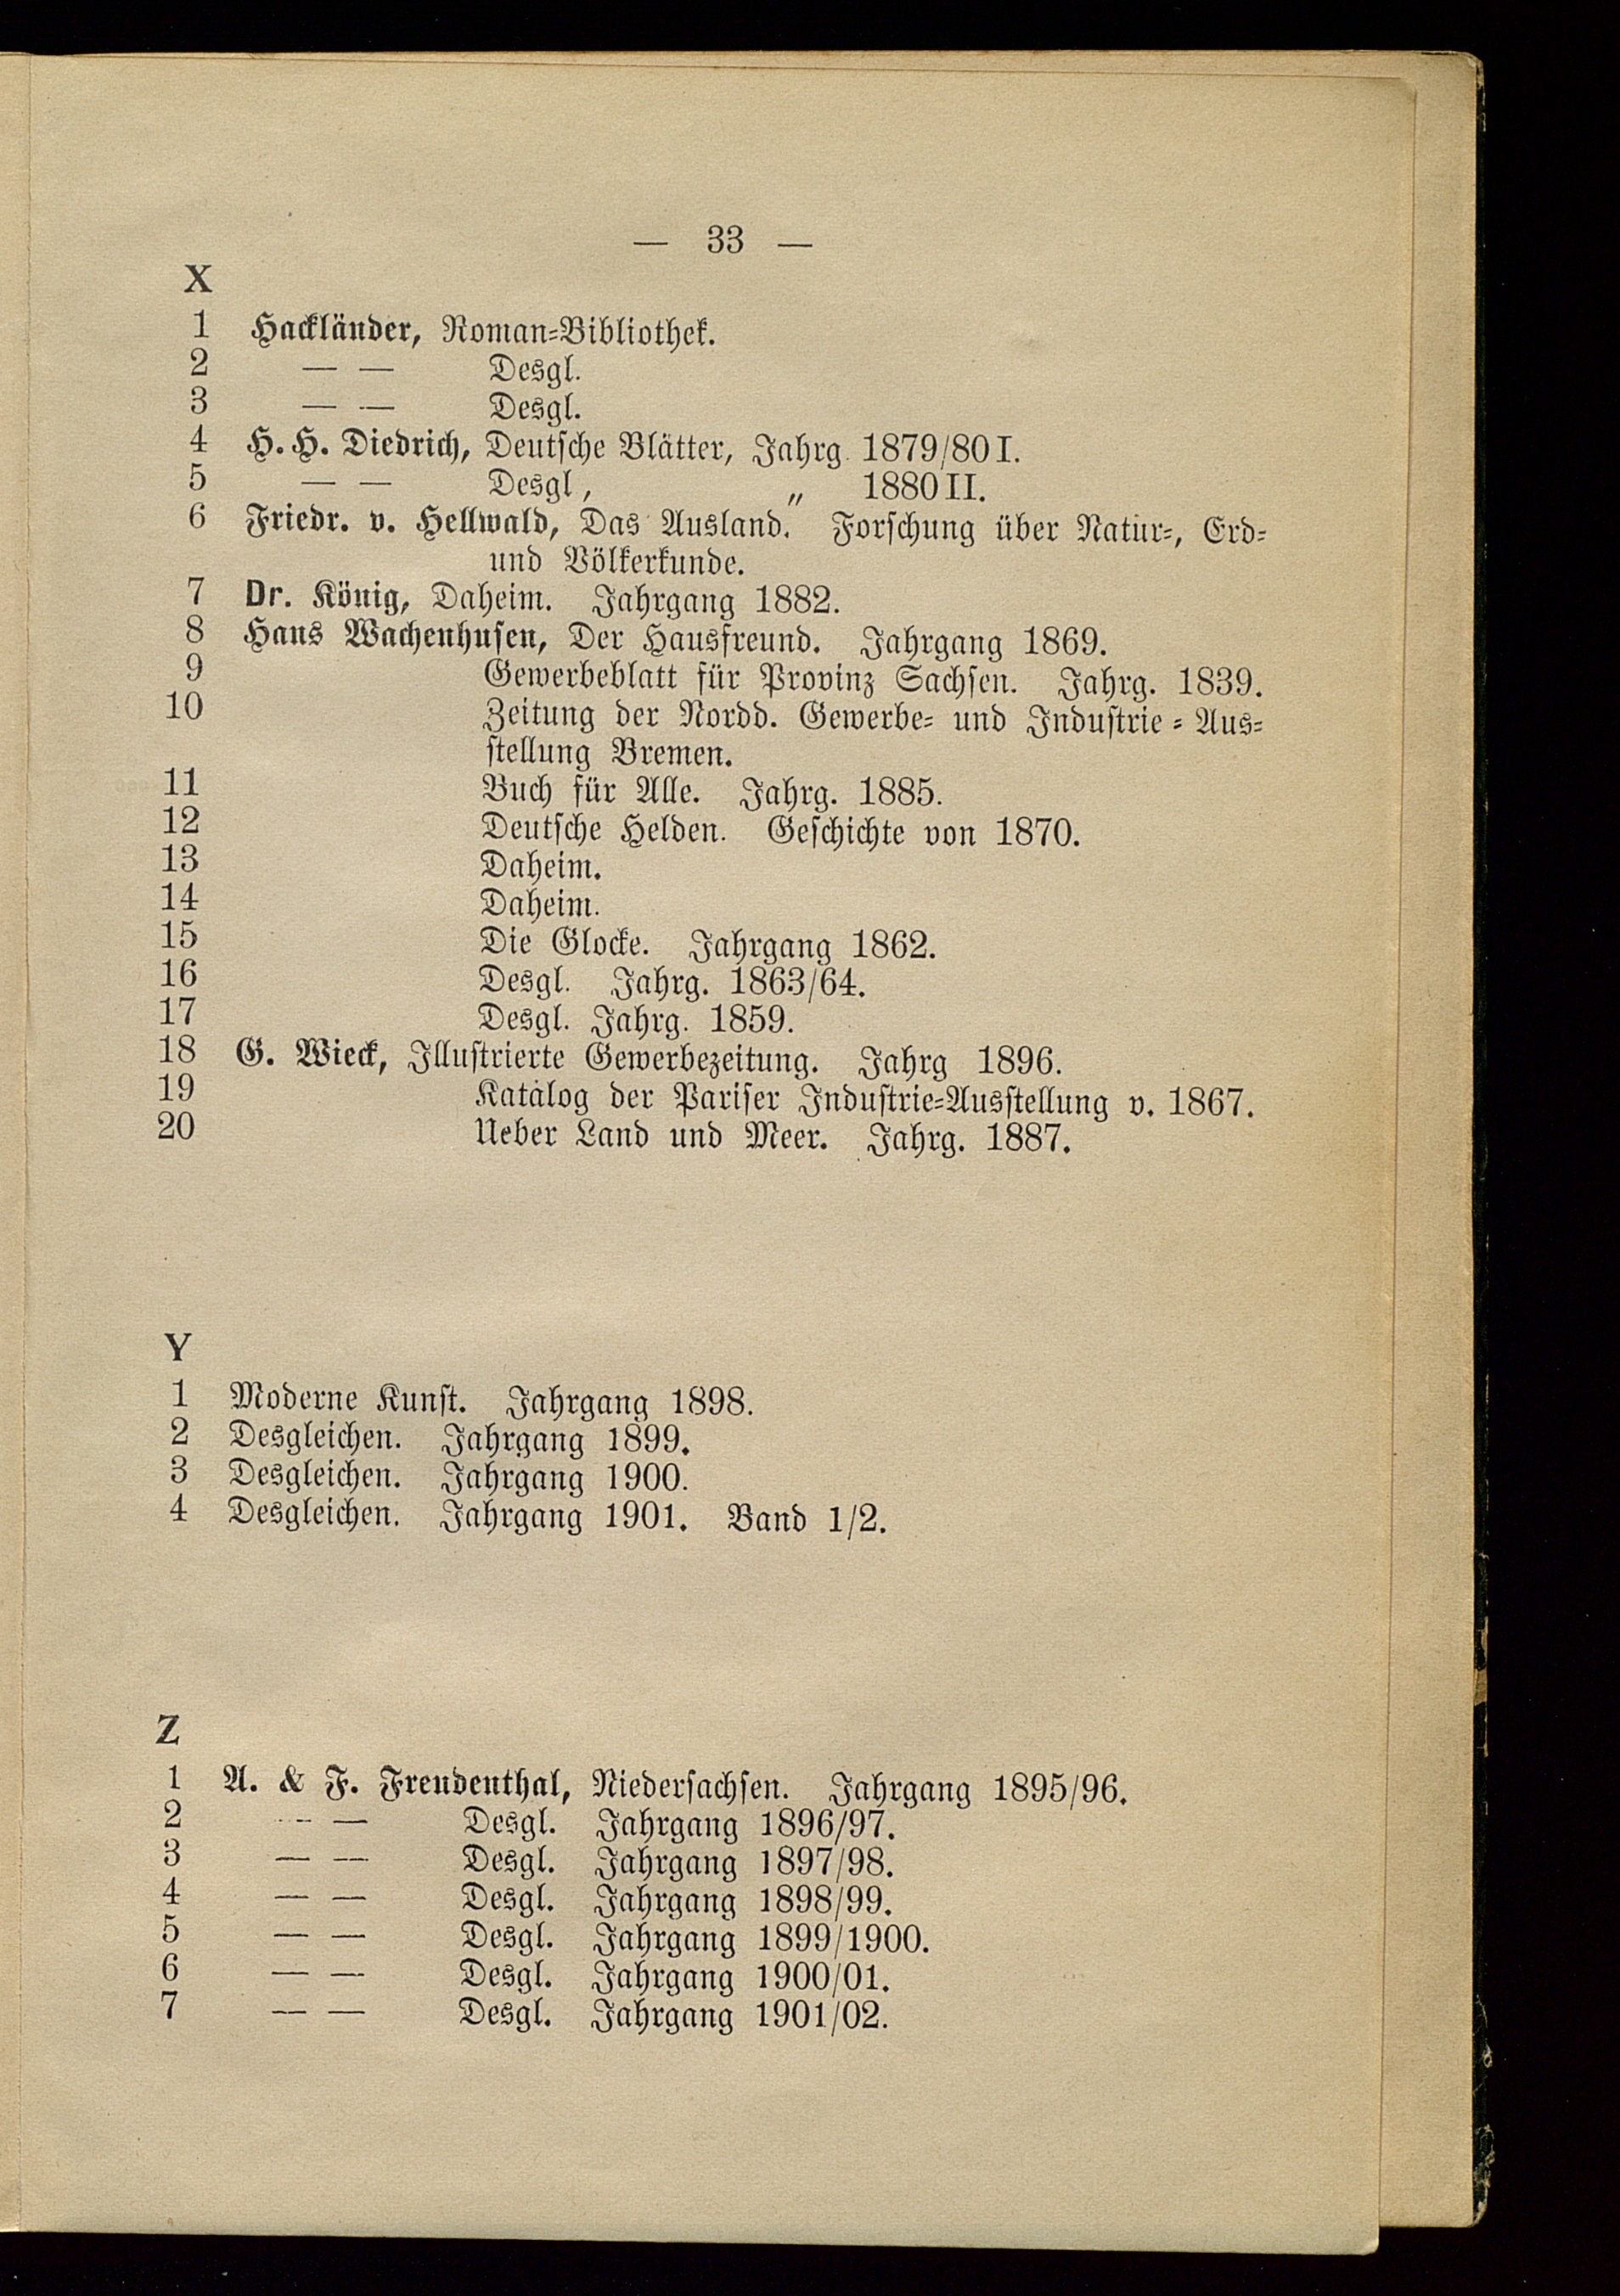 — 33 —
X
1 Hackländer, Roman-Bibliothek.
2 — — Desgl.
3 — — Desgl.
4 H. H. Diedrich, Deutsche Blätter, Jahrg. 1879/80 I.
5 — — Desgl, „ 1880 II.
6 Friedr. v. Hellwald, Das Ausland. Forschung über Natur-, Erd-
und Völkerkunde.
7 Dr. König, Daheim. Jahrgang 1882.
8 Hans Wachenhusen, Der Hausfreund. Jahrgang 1869.
9 Gewerbeblatt für Provinz Sachsen. Jahrg. 1839.
10 Zeitung der Nordd. Gewerbe- und Industrie-Aus-
stellung Bremen.
11 Buch für Alle. Jahrg. 1885.
12 Deutsche Helden. Geschichte von 1870.
13 Daheim.
14 Daheim.
15 Die Glocke. Jahrgang 1862.
16 Desgl. Jahrg. 1863/64.
17 Desgl. Jahrg. 1859.
18 G. Wieck, Illustrierte Gewerbezeitung. Jahrg 1896.
19 Katalog der Pariser Industrie-Ausstellung v. 1867.
20 Ueber Land und Meer. Jahrg. 1887.
Y
1 Moderne Kunst. Jahrgang 1898.
2 Desgleichen. Jahrgang 1899.
3 Desgleichen. Jahrgang 1900.
4 Desgleichen. Jahrgang 1901. Band 1/2.
Z
1 A. & F. Freudenthal, Niedersachsen. Jahrgang 1895/96.
2 — — Desgl. Jahrgang 1896/97.
3 — — Desgl. Jahrgang 1897/98.
4 — — Desgl. Jahrgang 1898/99.
5 — — Desgl. Jahrgang 1899/1900.
6 — — Desgl. Jahrgang 1900/01.
7 — — Desgl. Jahrgang 1901/02.